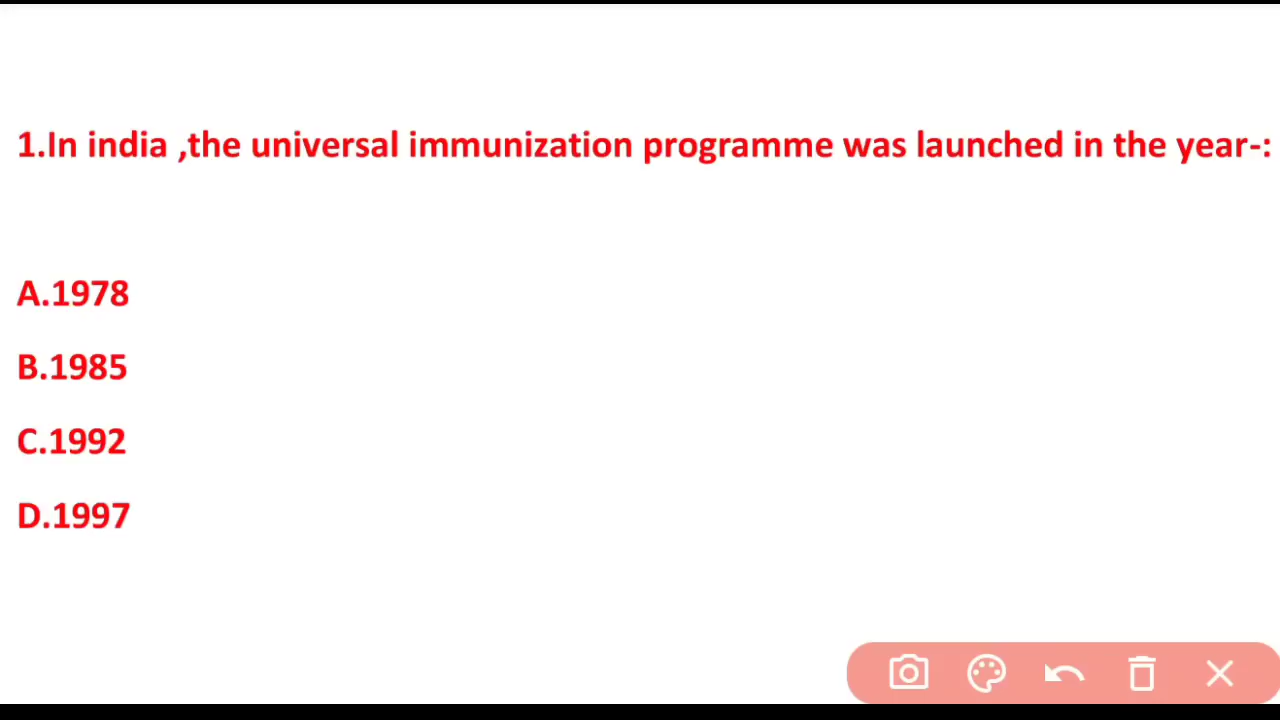 1.In india ,the universal immunization programme was launched in the year-:
A.1978
B.1985
C.1992
D.1997